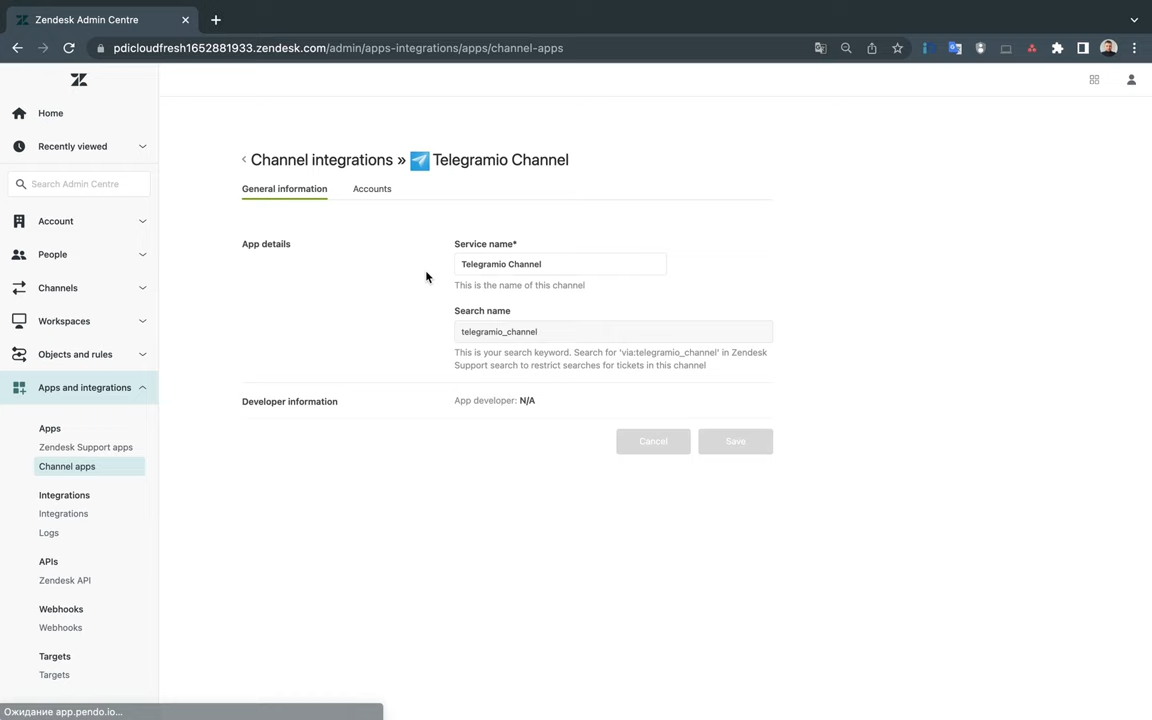 Zendesk Admin Centre
pdicloudfresh1652881933.zendesk.com/admin/apps-integrations/apps/channel-apps
Home
Recently viewed
Search Admin Centre
Account
People
Channels
Workspaces
Objects and rules
Apps and integrations
Apps
Zendesk Support apps
Channel apps
Integrations
Integrations
Logs
APIs
Zendesk API
Webhooks
Webhooks
Targets
Targets
Channel integrations » Telegramio Channel
General information
Accounts
App details
Service name*
Telegramio Channel
This is the name of this channel
Search name
telegramio_channel
This is your search keyword. Search for 'via:telegramio_channel' in Zendesk
Support search to restrict searches for tickets in this channel
Developer information
App developer: N/A
Cancel
Save
Ожидание app.pendo.io...